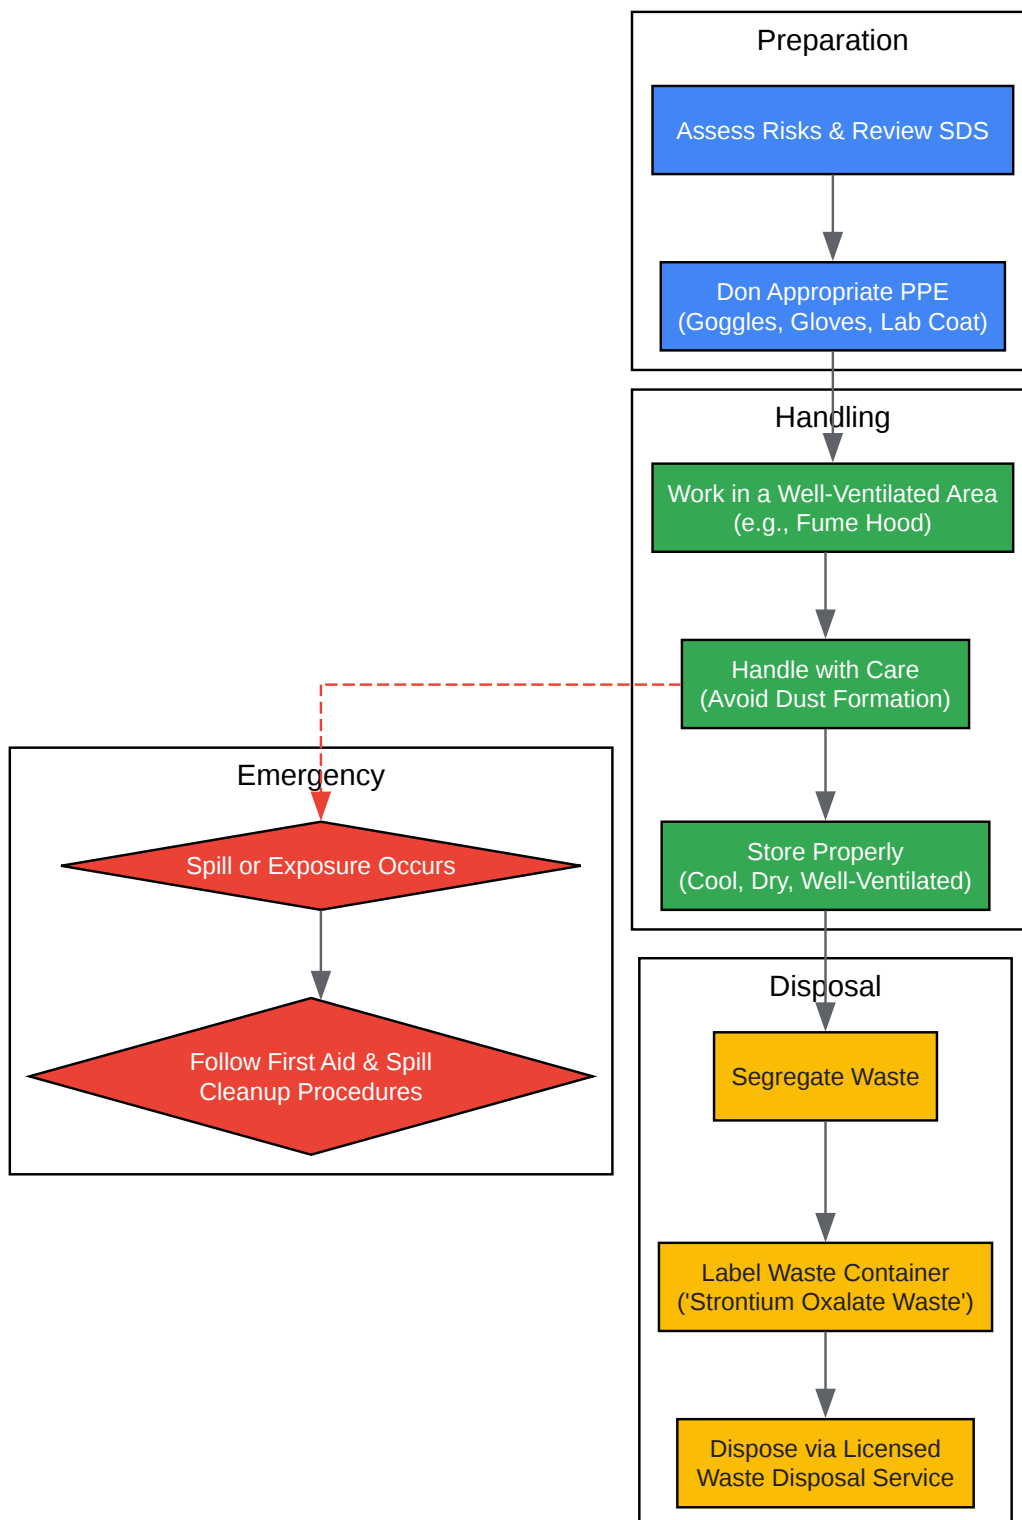 Preparation
Assess Risks & Review SDS
Don Appropriate PPE
(Goggles, Gloves, Lab Coat)
Handling
Work in a Well-Ventilated Area
(e.g., Fume Hood)
Handle with Care
(Avoid Dust Formation)
Store Properly
(Cool, Dry, Well-Ventilated)
Emergency
Spill or Exposure Occurs
Follow First Aid & Spill
Cleanup Procedures
Disposal
Segregate Waste
Label Waste Container
('Strontium Oxalate Waste')
Dispose via Licensed
Waste Disposal Service